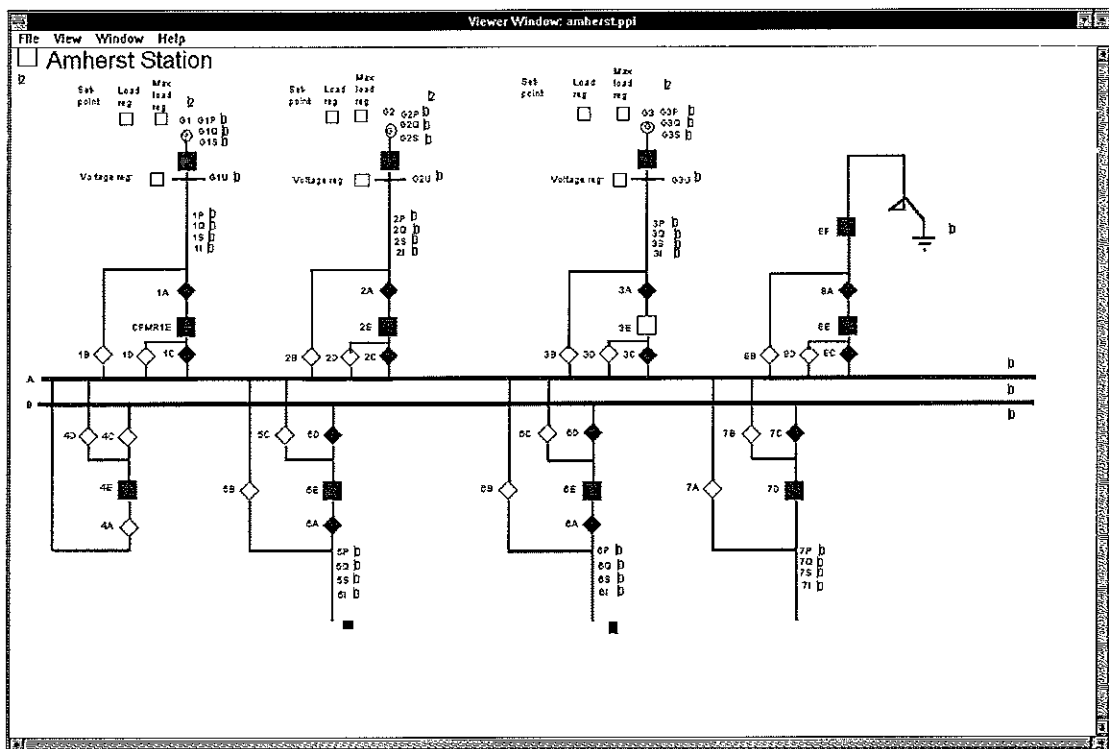 Viewer Window: amherst.ppl
File View Window Help
Amherst Station
Set-point Load reg Max load reg
Set-point Load reg Max load reg
Set-point Load reg Max load reg
G1 G1P
G1Q
G1S
G2 G2P
G2Q
G2S
G3 G3P
G3Q
G3S
Voltage reg G1U
Voltage reg G2U
Voltage reg G3U
1P
1Q
1S
1I
2P
2Q
2S
2I
3P
3Q
3S
3I
8F
1A 2A 3A 8A
2E 3E 8E
1B 1D 1C 2B 2D 2C 3B 3D 3C 8B 8D 8C
A
B
4D 4C 5C 5D 6C 6D 7B 7C
4E 5B 5E 6B 6E 7A 7D
4A 5A 6A
5P
5Q
5S
5I
6P
6Q
6S
6I
7P
7Q
7S
7I